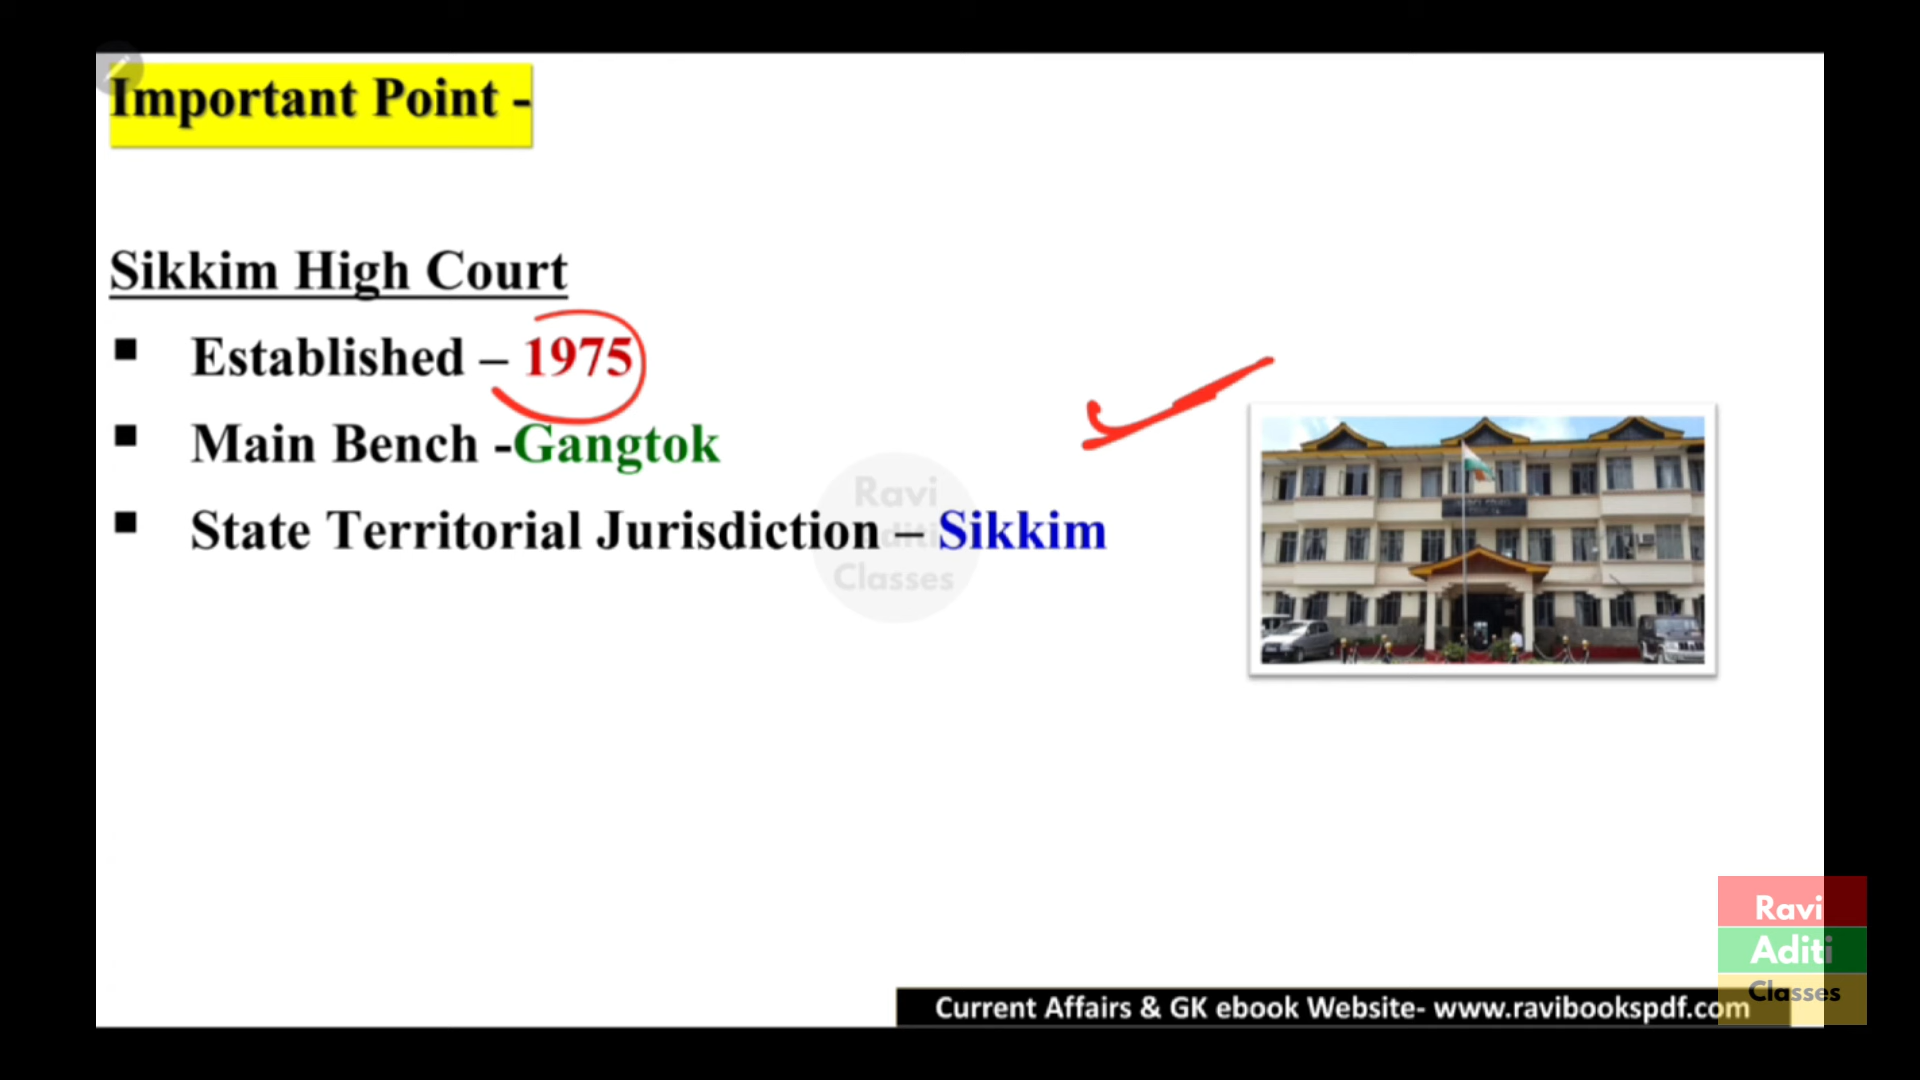 Important Point -
Sikkim High Court
▪ Established – 1975
▪ Main Bench -Gangtok
▪ State Territorial Jurisdiction – Sikkim
Ravi
Aditi
Classes
Ravi
Aditi
Classes
Current Affairs & GK ebook Website- www.ravibookspdf.com